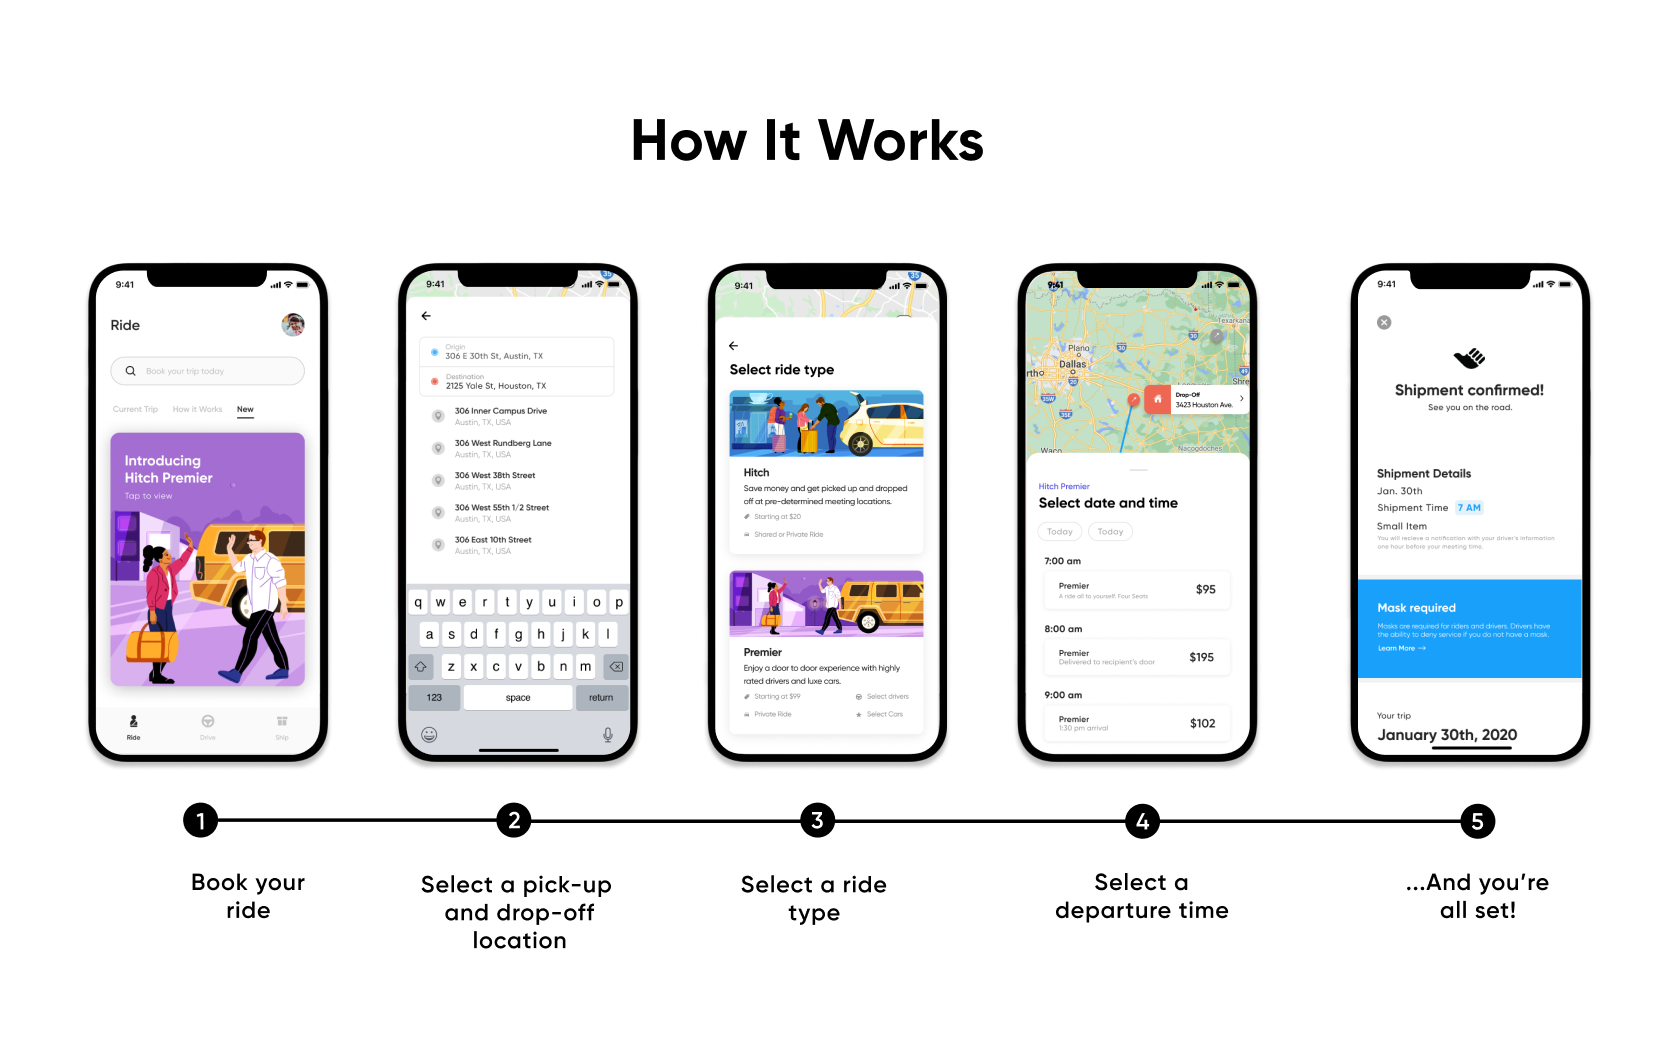 How It Works
9:41
Ride
Book your trip today
Current Trip How it Works New
Introducing
Hitch Premier
Tap to view
Ride Drive Ship
9:41
35
Origin
306 E 30th St, Austin, TX
Destination
2125 Yale St, Houston, TX
306 Inner Campus Drive
Austin, TX, USA
306 West Rundberg Lane
Austin, TX, USA
306 West 38th Street
Austin, TX, USA
306 West 55th 1/2 Street
Austin, TX, USA
306 East 10th Street
Austin, TX, USA
q w e r t y u i o p
a s d f g h j k l
z x c v b n m
123 space return
9:41
35
Select ride type
Hitch
Save money and get picked up and dropped
off at pre-determined meeting locations.
Starting at $20
Shared or Private Ride
Premier
Enjoy a door to door experience with highly
rated drivers and luxe cars.
Starting at $99 Select drivers
Private Ride Select Cars
9:41
Texarkana
30
Plano
30
Dallas
rth
20
49
Shre
35W
35E
Drop-Off
3423 Houston Ave.
Waco
Nacogdoches
Hitch Premier
Select date and time
Today Today
7:00 am
Premier
A ride all to yourself. Four Seats
$95
8:00 am
Premier
Delivered to recipient's door
$195
9:00 am
Premier
1:30 pm arrival
$102
9:41
Shipment confirmed!
See you on the road.
Shipment Details
Jan. 30th
Shipment Time 7 AM
Small Item
You will recieve a notification with your driver's information
one hour before your meeting time.
Mask required
Masks are required for riders and drivers. Drivers have
the ability to deny service if you do not have a mask.
Learn More →
Your trip
January 30th, 2020
1
2
3
4
5
Book your
ride
Select a pick-up
and drop-off
location
Select a ride
type
Select a
departure time
...And you're
all set!